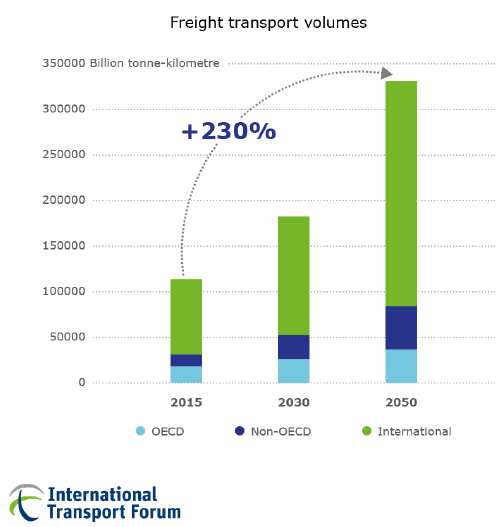 Freight transport volumes
350000 Billion tonne-kilometre
300000
+230%
250000
200000
150000
100000
50000
0
2015 2030 2050
OECD Non-OECD International
International
Transport Forum